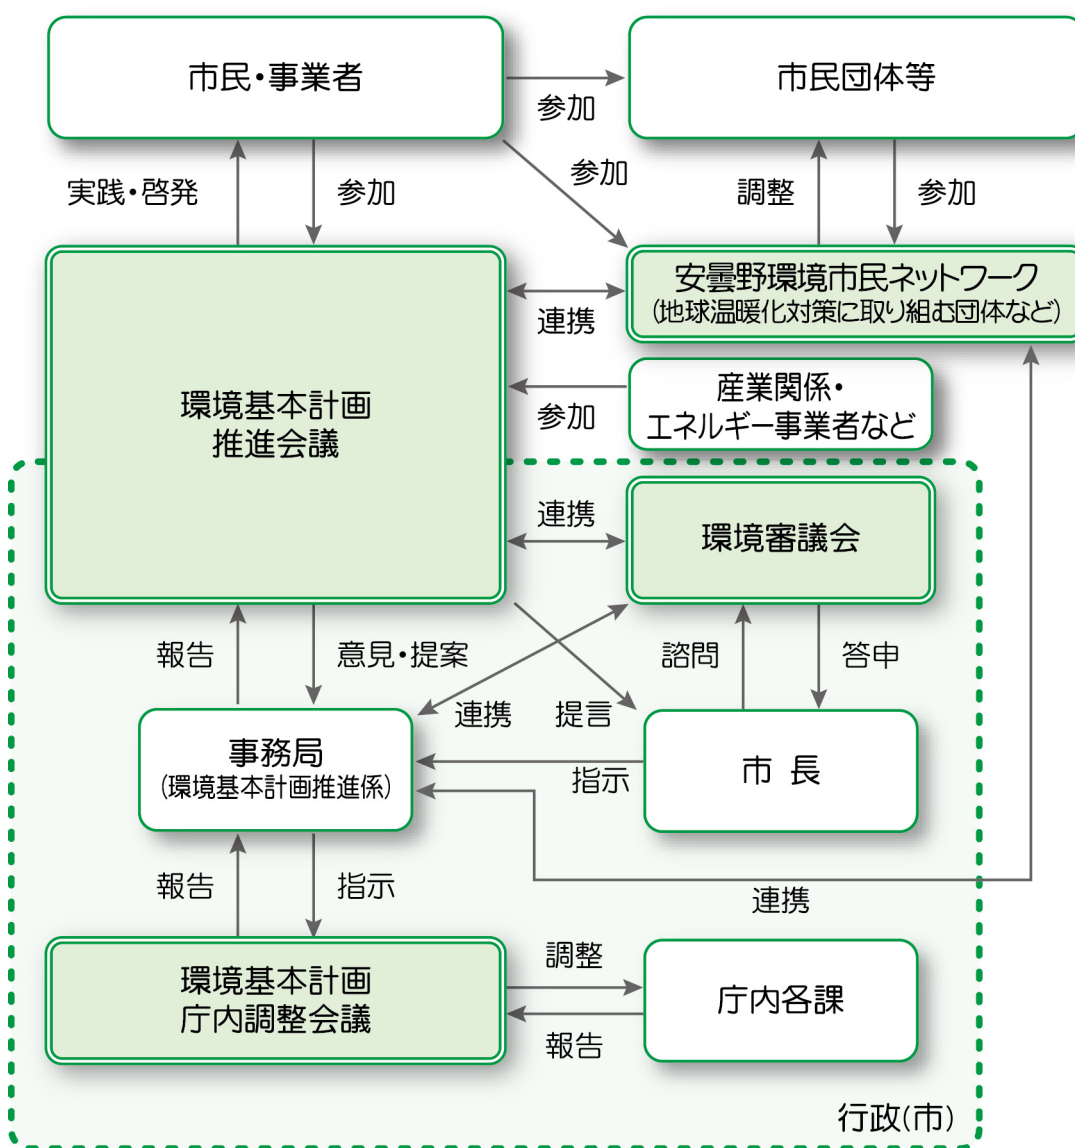 市民・事業者
参加
市民団体等
実践・啓発
参加
参加
調整
参加
安曇野環境市民ネットワーク
(地球温暖化対策に取り組む団体など)
連携
環境基本計画
推進会議
参加
産業関係・
エネルギー事業者など
連携
環境審議会
報告
意見・提案
連携
提言
諮問
答申
事務局
(環境基本計画推進係)
指示
市 長
報告
指示
連携
環境基本計画
庁内調整会議
調整
報告
庁内各課
行政(市)